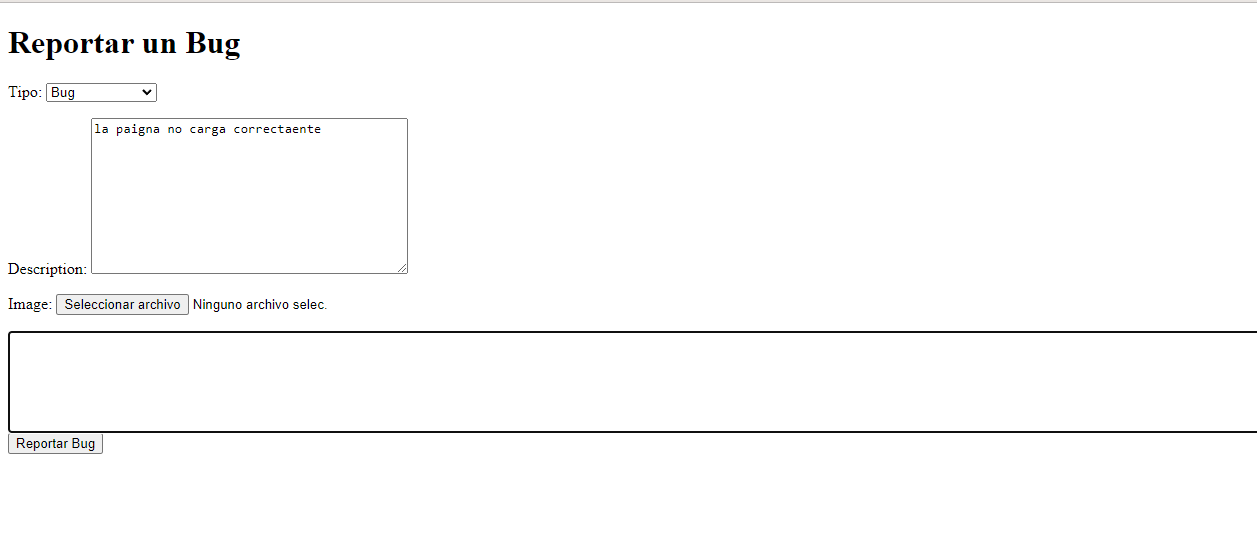 Reportar un Bug
Tipo: Bug
la paigna no carga correctaente
Description:
Image: Seleccionar archivo Ninguno archivo selec.
Reportar Bug